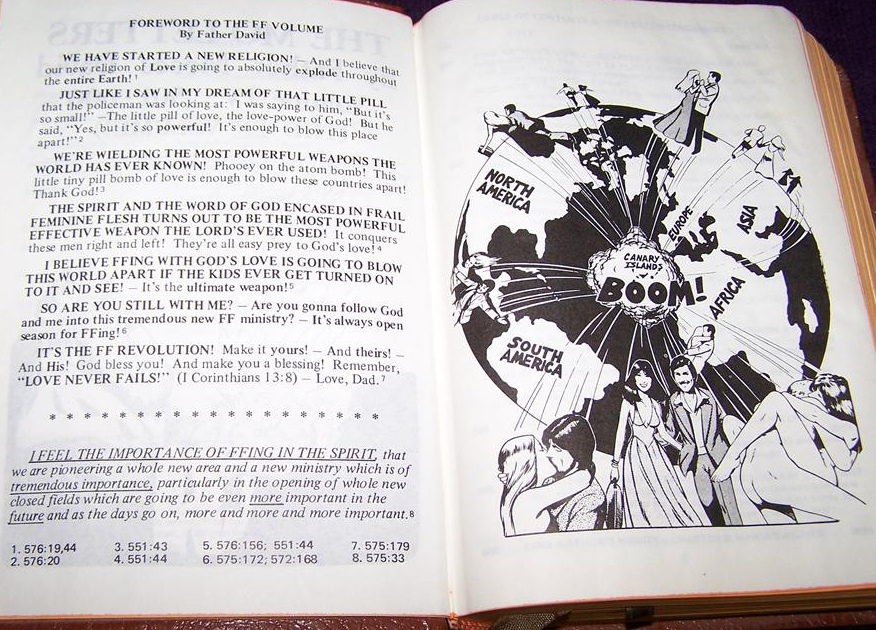 FOREWORD TO THE FF VOLUME
By Father David
WE HAVE STARTED A NEW RELIGION! — And I believe that
our new religion of Love is going to absolutely explode throughout
the entire Earth! 1
JUST LIKE I SAW IN MY DREAM OF THAT LITTLE PILL
that the policeman was looking at: I was saying to him, "But it's
so small!" —The little pill of love, the love-power of God! But he
said, "Yes, but it's so powerful! It's enough to blow this place
apart!" 2
WE'RE WIELDING THE MOST POWERFUL WEAPONS THE
WORLD HAS EVER KNOWN! Phooey on the atom bomb! This
little tiny pill bomb of love is enough to blow these countries apart!
Thank God! 3
THE SPIRIT AND THE WORD OF GOD ENCASED IN FRAIL
FEMININE FLESH TURNS OUT TO BE THE MOST POWERFUL
EFFECTIVE WEAPON THE LORD'S EVER USED! It conquers
these men right and left! They're all easy prey to God's love! 4
I BELIEVE FFING WITH GOD'S LOVE IS GOING TO BLOW
THIS WORLD APART IF THE KIDS EVER GET TURNED ON
TO IT AND SEE! — It's the ultimate weapon! 5
SO ARE YOU STILL WITH ME? — Are you gonna follow God
and me into this tremendous new FF ministry? — It's always open
season for FFing! 6
IT'S THE FF REVOLUTION! Make it yours! — And theirs! —
And His! God bless you! And make you a blessing! Remember,
"LOVE NEVER FAILS!" (I Corinthians 13:8) — Love, Dad. 7
* * * * * * * * * * * * * * * * * *
I FEEL THE IMPORTANCE OF FFING IN THE SPIRIT, that
we are pioneering a whole new area and a new ministry which is of
tremendous importance, particularly in the opening of whole new
closed fields which are going to be even more important in the
future and as the days go on, more and more and more important. 8
1. 576:19,44 3. 551:43 5. 576:156; 551:44 7. 575:179
2. 576:20 4. 551:44 6. 575:172; 572:168 8. 575:33
NORTH
AMERICA
EUROPE
ASIA
CANARY
ISLANDS
BOOM!
AFRICA
SOUTH
AMERICA